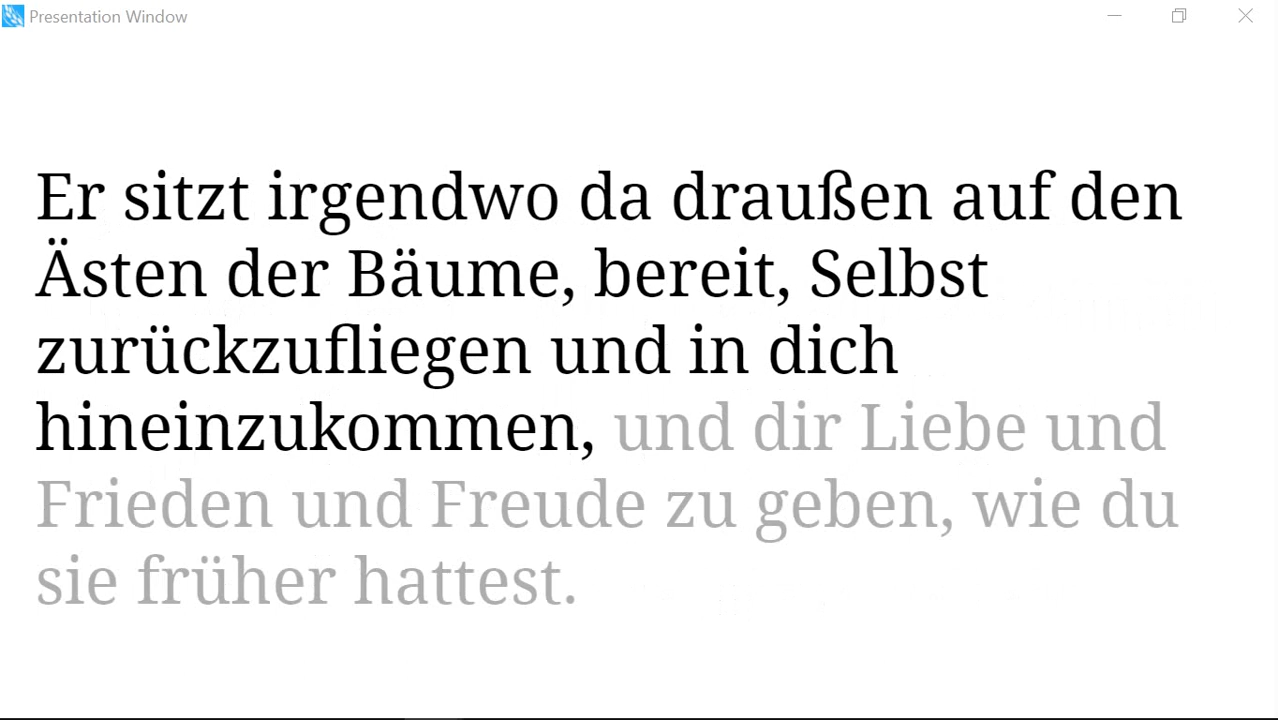 Presentation Window
Er sitzt irgendwo da draußen auf den
Ästen der Bäume, bereit, Selbst
zurückzufliegen und in dich
hineinzukommen, und dir Liebe und
Frieden und Freude zu geben, wie du
sie früher hattest.